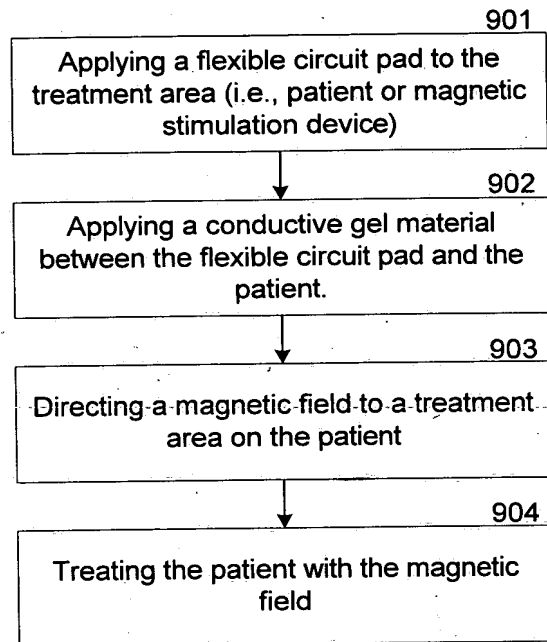 901
Applying a flexible circuit pad to the
treatment area (i.e., patient or magnetic
stimulation device)
902
Applying a conductive gel material
between the flexible circuit pad and the
patient.
903
Directing a magnetic field to a treatment
area on the patient
904
Treating the patient with the magnetic
field